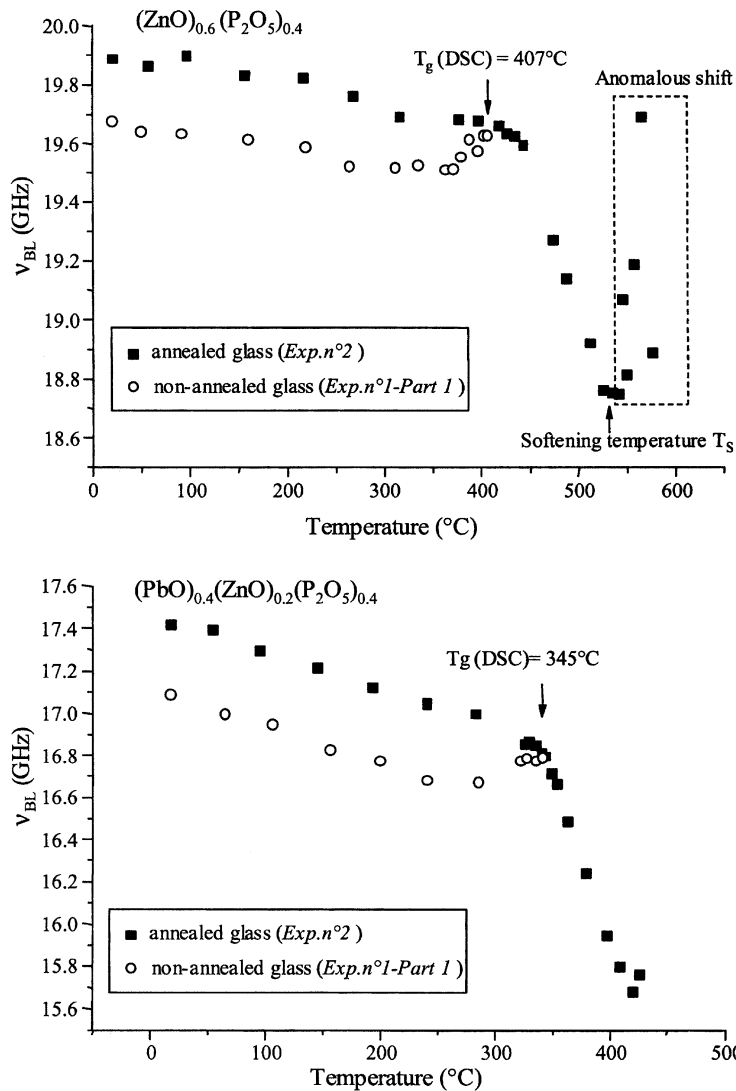 (ZnO)₀.₆(P₂O₅)₀.₄
20.0
19.8
19.6
19.4
19.2
19.0
18.8
18.6
ν_BL (GHz)
T_g (DSC) = 407°C
Anomalous shift
■ annealed glass (Exp.n°2)
○ non-annealed glass (Exp.n°1-Part 1 )
Softening temperature T_S
0 100 200 300 400 500 600
Temperature (°C)
(PbO)₀.₄(ZnO)₀.₂(P₂O₅)₀.₄
17.6
17.4
17.2
17.0
16.8
16.6
16.4
16.2
16.0
15.8
15.6
ν_BL (GHz)
Tg (DSC)= 345°C
■ annealed glass (Exp.n°2)
○ non-annealed glass (Exp.n°1-Part 1 )
0 100 200 300 400 500
Temperature (°C)